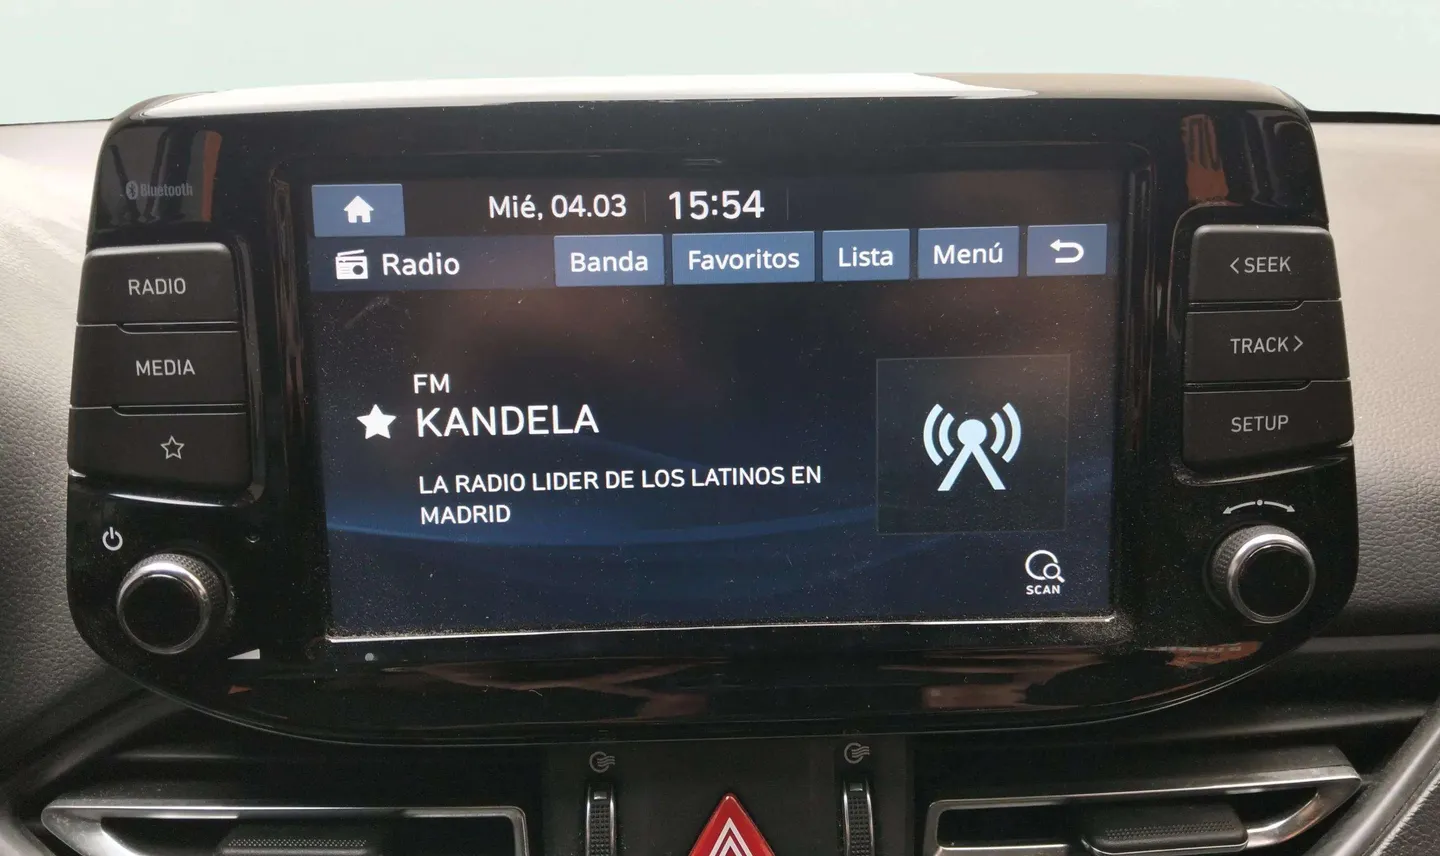 Bluetooth
Mié, 04.03 15:54
Radio Banda Favoritos Lista Menú
RADIO
MEDIA
FM
KANDELA
LA RADIO LIDER DE LOS LATINOS EN
MADRID
SCAN
< SEEK
TRACK >
SETUP